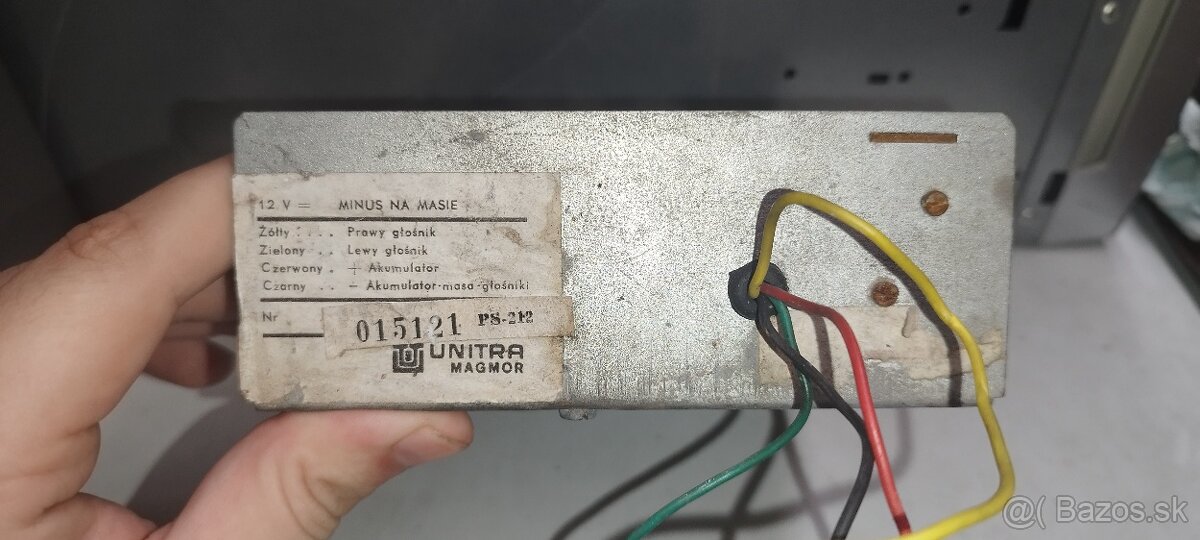 12 V = MINUS NA MASIE
Żółty . . . . Prawy głośnik
Zielony . . . Lewy głośnik
Czerwony . + Akumulator
Czarny . . – Akumulator-masa-głośniki
Nr 015121 PS-212
UNITRA
MAGMOR
@( Bazos.sk